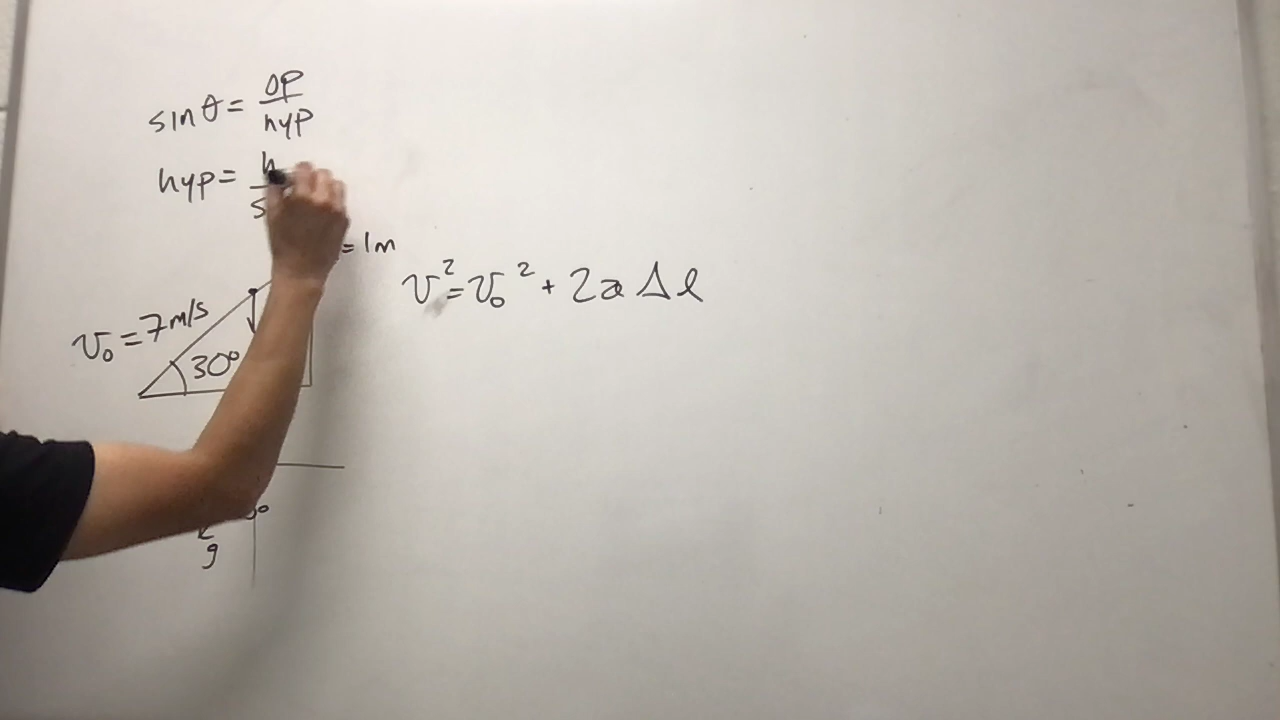 sinθ = op/hyp
hyp = h/s
= 1m
v² = v₀² + 2a Δl
v₀ = 7 m/s
30°
g